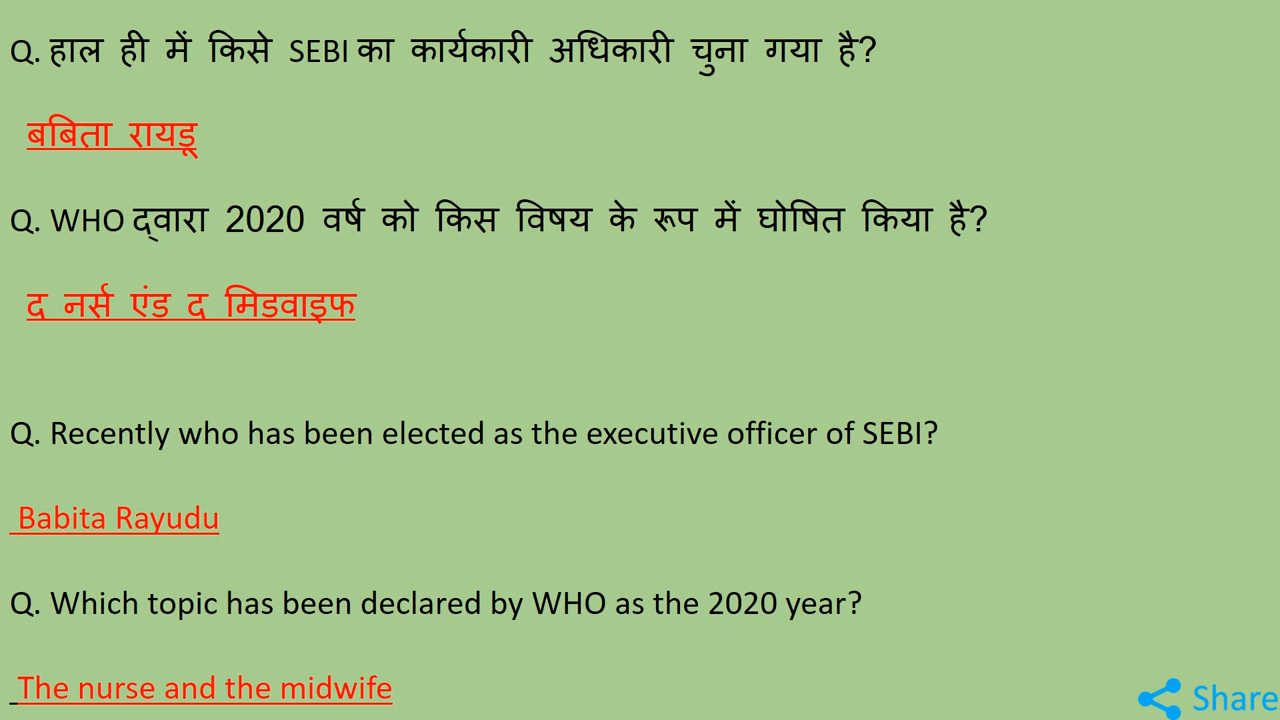 Q. हाल ही में किसे SEBI का कार्यकारी अधिकारी चुना गया है?
बबिता रायडू
Q. WHO द्वारा 2020 वर्ष को किस विषय के रूप में घोषित किया है?
द नर्स एंड द मिडवाइफ
Q. Recently who has been elected as the executive officer of SEBI?
Babita Rayudu
Q. Which topic has been declared by WHO as the 2020 year?
The nurse and the midwife
Share